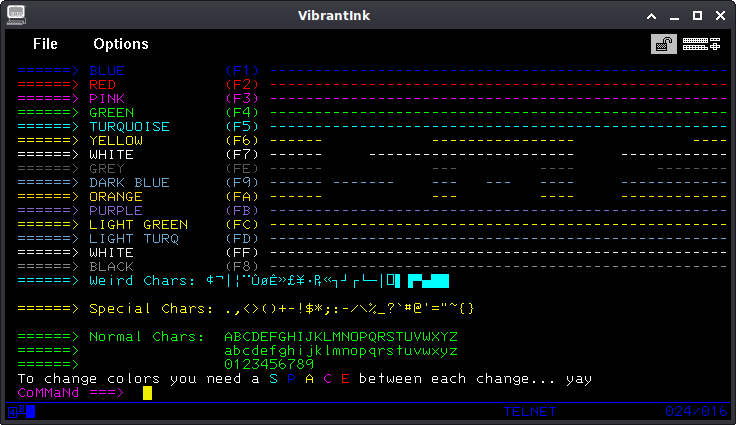 VibrantInk
File Options
======> BLUE (F1) ----------------------------------------------------
======> RED (F2) ----------------------------------------------------
======> PINK (F3) ----------------------------------------------------
======> GREEN (F4) ----------------------------------------------------
======> TURQUOISE (F5) ----------------------------------------------------
======> YELLOW (F6) ------ ------------- ----
======> WHITE (F7) ------ ------------- ------------
======> GREY (FE) --- --- ---
======> DARK BLUE (F9) ------ ------- --- --- ------ ------------
======> ORANGE (FA) ------ --- --- --- ----
======> PURPLE (FB) ----------------------------------------------------
======> LIGHT GREEN (FC) ----------------------------------------------------
======> LIGHT TURQ (FD) ----------------------------------------------------
======> WHITE (FF) ----------------------------------------------------
======> BLACK (F8) ----------------------------------------------------
======> Weird Chars: ¢¬|¦¨ÛøÊ»£¥·₧«┐┘┌└─│
======> Special Chars: .,<>()+-!$*;:-/\%_?`#@'="~{}
======> Normal Chars: ABCDEFGHIJKLMNOPQRSTUVWXYZ
======> abcdefghijklmnopqrstuvwxyz
======> 0123456789
To change colors you need a S P A C E between each change... yay
CoMMaNd ===>
TELNET 024/016